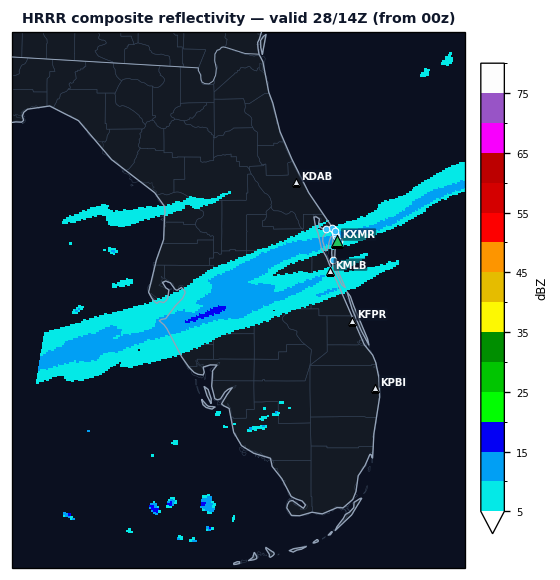 HRRR composite reflectivity — valid 28/14Z (from 00z)
KDAB
KXMR
KMLB
KFPR
KPBI
75
65
55
45
35
25
15
5
dBZ